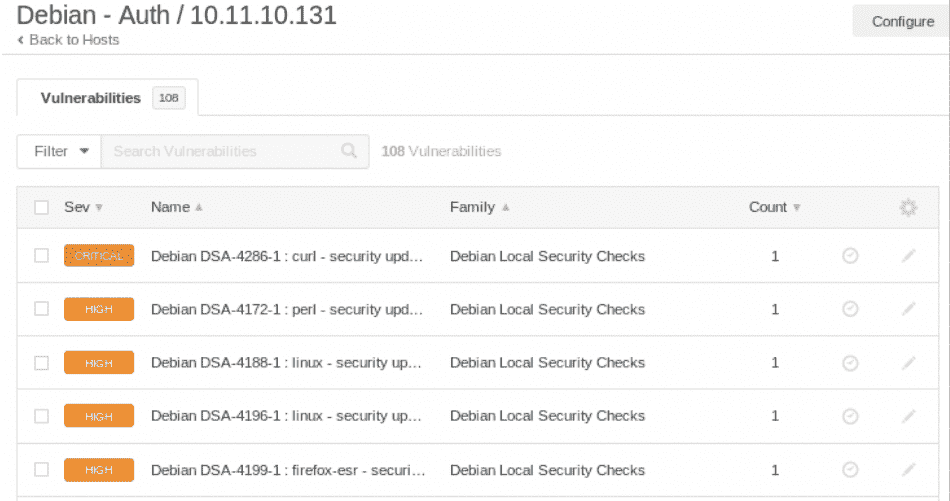 Debian - Auth / 10.11.10.131
Configure
‹ Back to Hosts
Vulnerabilities 108
Filter Search Vulnerabilities 108 Vulnerabilities
Sev Name Family Count
CRITICAL Debian DSA-4286-1 : curl - security upd... Debian Local Security Checks 1
HIGH Debian DSA-4172-1 : perl - security upd... Debian Local Security Checks 1
HIGH Debian DSA-4188-1 : linux - security up... Debian Local Security Checks 1
HIGH Debian DSA-4196-1 : linux - security up... Debian Local Security Checks 1
HIGH Debian DSA-4199-1 : firefox-esr - securi... Debian Local Security Checks 1